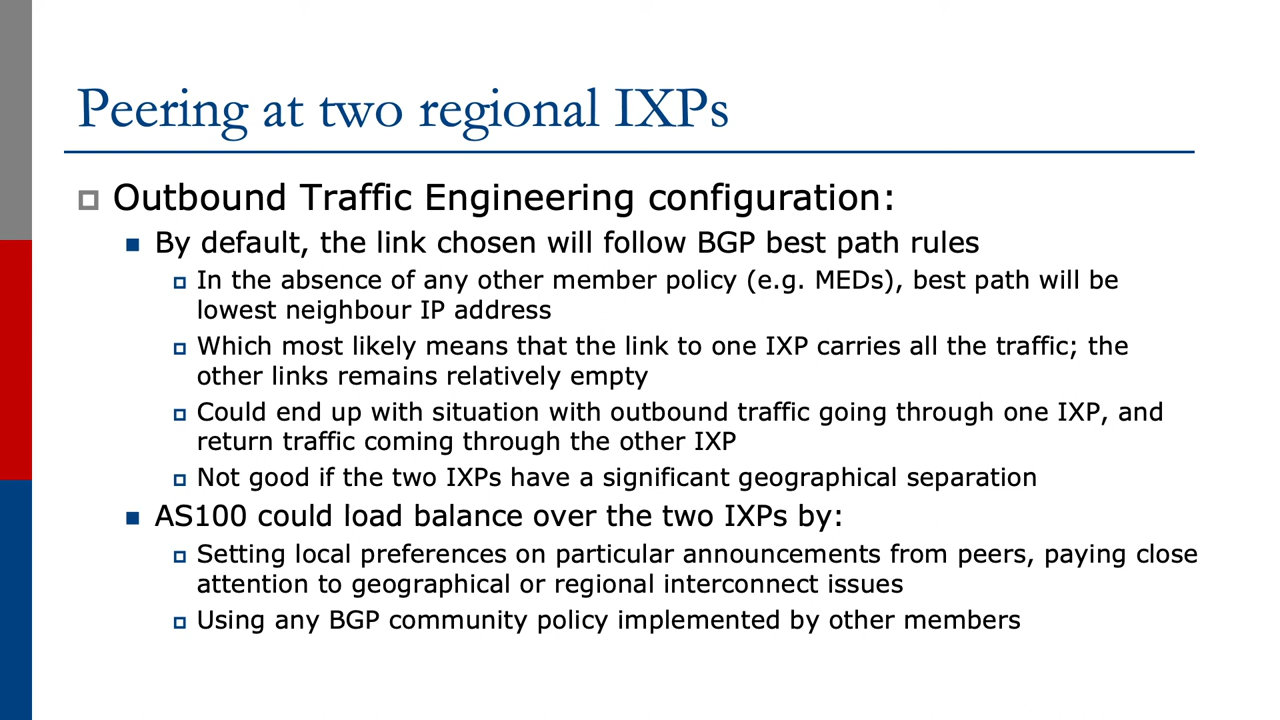 Peering at two regional IXPs
Outbound Traffic Engineering configuration:
By default, the link chosen will follow BGP best path rules
In the absence of any other member policy (e.g. MEDs), best path will be
lowest neighbour IP address
Which most likely means that the link to one IXP carries all the traffic; the
other links remains relatively empty
Could end up with situation with outbound traffic going through one IXP, and
return traffic coming through the other IXP
Not good if the two IXPs have a significant geographical separation
AS100 could load balance over the two IXPs by:
Setting local preferences on particular announcements from peers, paying close
attention to geographical or regional interconnect issues
Using any BGP community policy implemented by other members